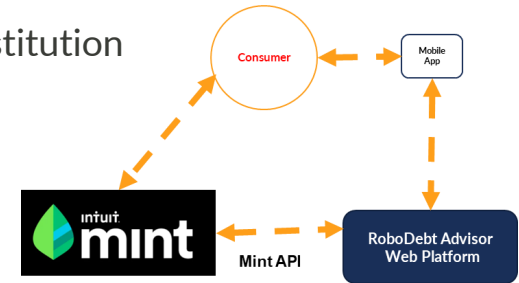 stitution
Consumer
Mobile
App
intuit
mint
Mint API
RoboDebt Advisor
Web Platform